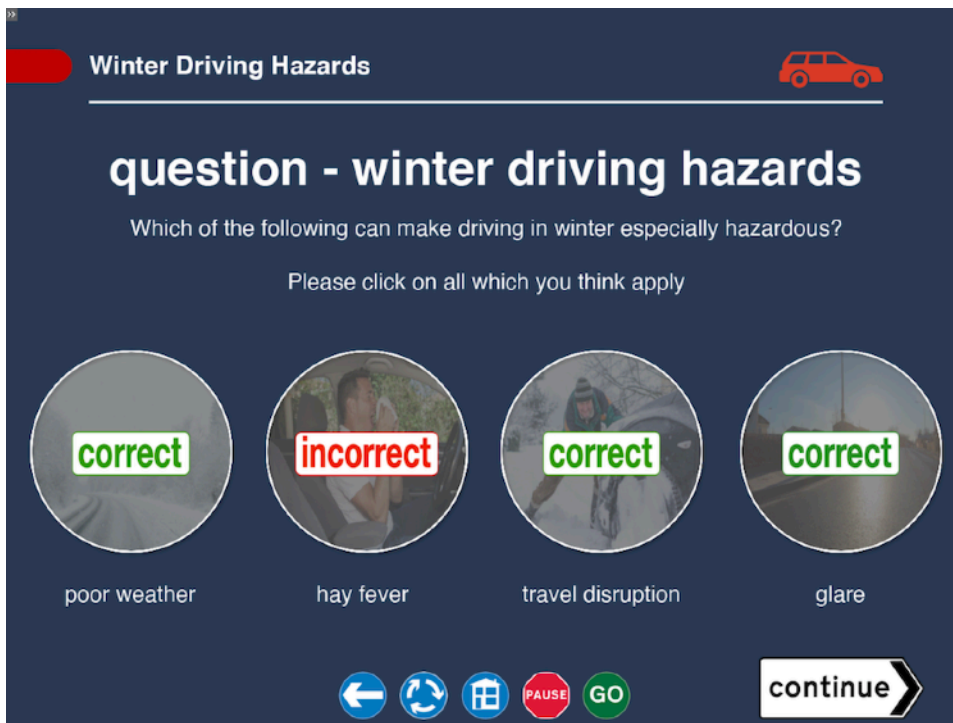 Winter Driving Hazards
question - winter driving hazards
Which of the following can make driving in winter especially hazardous?
Please click on all which you think apply
correct
incorrect
correct
correct
poor weather
hay fever
travel disruption
glare
PAUSE
GO
continue